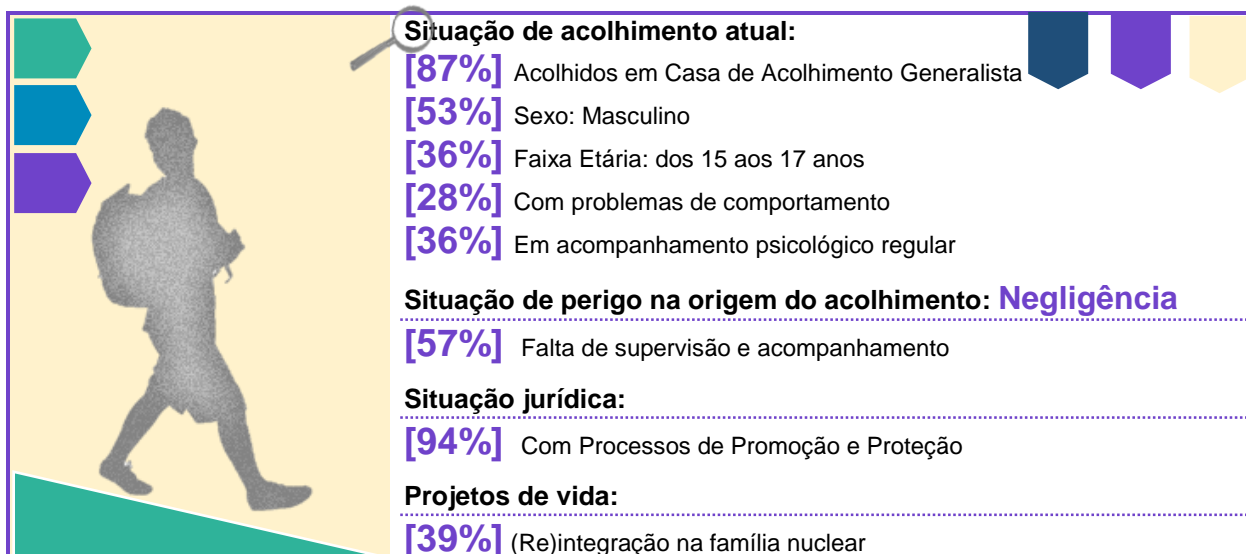 Situação de acolhimento atual:
[87%] Acolhidos em Casa de Acolhimento Generalista
[53%] Sexo: Masculino
[36%] Faixa Etária: dos 15 aos 17 anos
[28%] Com problemas de comportamento
[36%] Em acompanhamento psicológico regular
Situação de perigo na origem do acolhimento: Negligência
[57%] Falta de supervisão e acompanhamento
Situação jurídica:
[94%] Com Processos de Promoção e Proteção
Projetos de vida:
[39%] (Re)integração na família nuclear